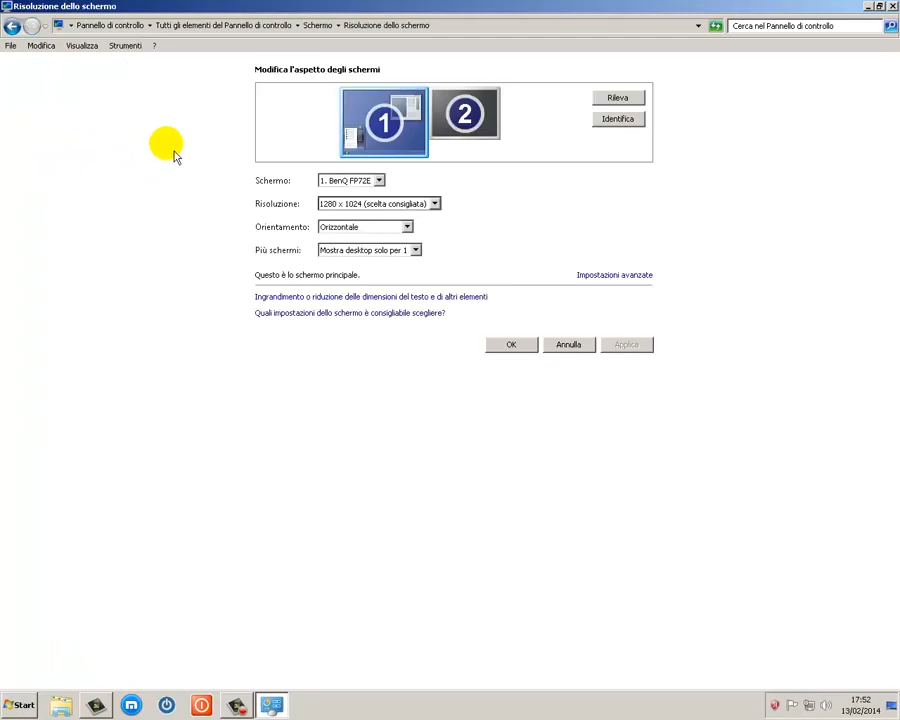 Risoluzione dello schermo
Pannello di controllo Tutti gli elementi del Pannello di controllo Schermo Risoluzione dello schermo
Cerca nel Pannello di controllo
File Modifica Visualizza Strumenti ?
Modifica l'aspetto degli schermi
1 2
Rileva
Identifica
Schermo: 1. BenQ FP72E
Risoluzione: 1280 x 1024 (scelta consigliata)
Orientamento: Orizzontale
Più schermi: Mostra desktop solo per 1
Questo è lo schermo principale. Impostazioni avanzate
Ingrandimento o riduzione delle dimensioni del testo e di altri elementi
Quali impostazioni dello schermo è consigliabile scegliere?
OK Annulla Applica
Start
17:52
13/02/2014